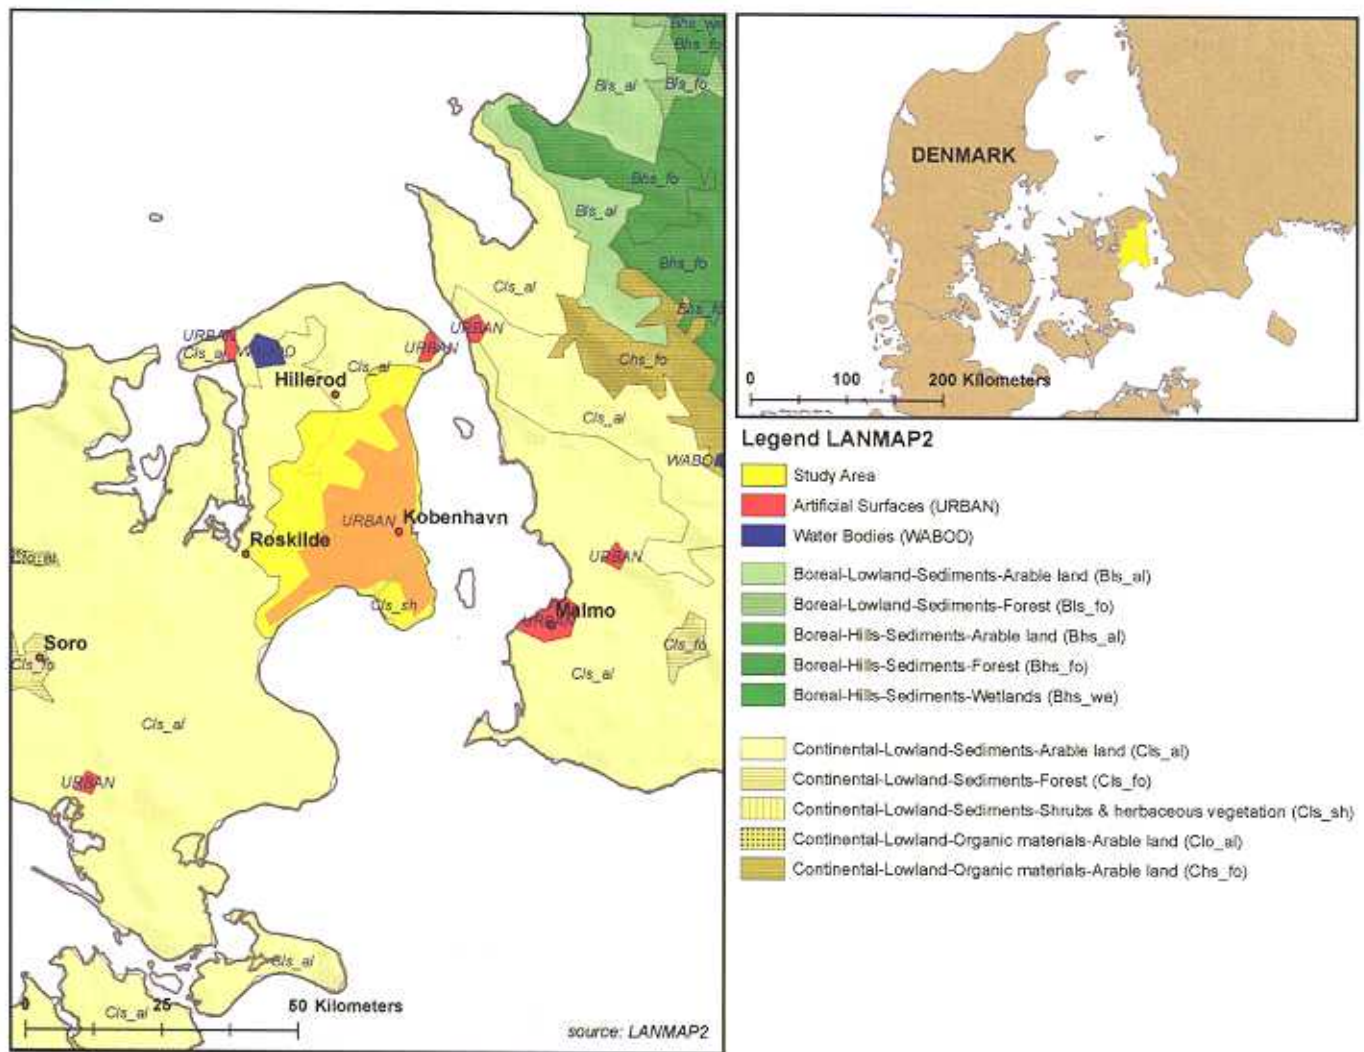 Bhs_we
Bhs_fo
Bls_al
Bls_fo
Bhs_fo
Bls_al
Bhs_fo
Cls_al
Bhs_fo
URBAN
URBAN
Cls_al
WABOD
URBAN
Cls_al
Chs_fo
Hillerod
Cls_al
WABO
URBAN
Kobenhavn
Roskilde
URBAN
Cls_sh
Malmo
URBAN
Soro
Cls_fo
Cls_fo
Cls_al
Cls_al
URBAN
Bls_al
0 25 50 Kilometers
Cls_al
source: LANMAP2
DENMARK
0 100 200 Kilometers
Legend LANMAP2
Study Area
Artificial Surfaces (URBAN)
Water Bodies (WABOD)
Boreal-Lowland-Sediments-Arable land (Bls_al)
Boreal-Lowland-Sediments-Forest (Bls_fo)
Boreal-Hills-Sediments-Arable land (Bhs_al)
Boreal-Hills-Sediments-Forest (Bhs_fo)
Boreal-Hills-Sediments-Wetlands (Bhs_we)
Continental-Lowland-Sediments-Arable land (Cls_al)
Continental-Lowland-Sediments-Forest (Cls_fo)
Continental-Lowland-Sediments-Shrubs & herbaceous vegetation (Cls_sh)
Continental-Lowland-Organic materials-Arable land (Clo_al)
Continental-Lowland-Organic materials-Arable land (Chs_fo)